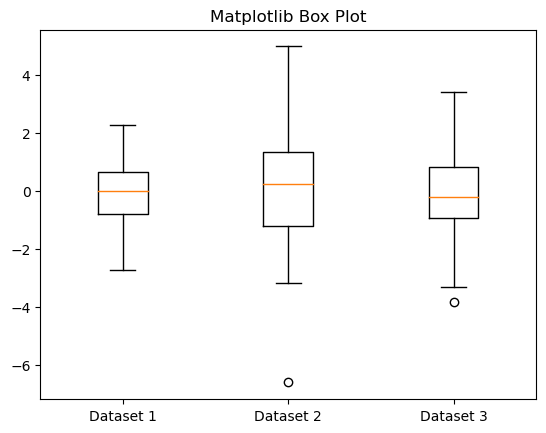 Matplotlib Box Plot
4
2
0
−2
−4
−6
Dataset 1
Dataset 2
Dataset 3